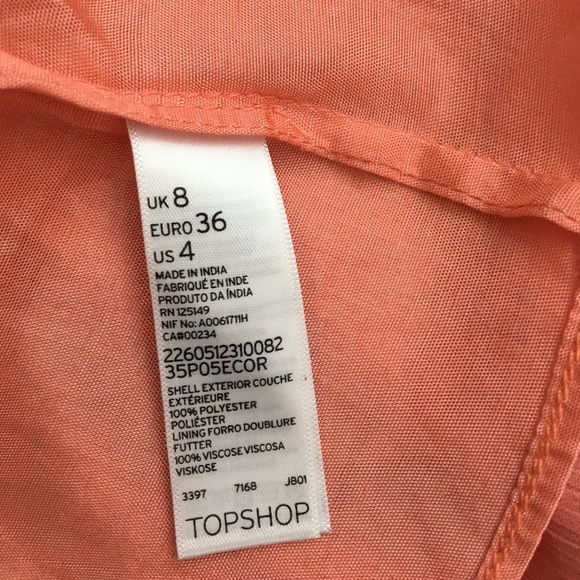 UK 8
EURO 36
US 4
MADE IN INDIA
FABRIQUÉ EN INDE
PRODUTO DA ÍNDIA
RN 125149
NIF No: A0061711H
CA#00234
2260512310082
35P05ECOR
SHELL EXTERIOR COUCHE
EXTÉRIEURE
100% POLYESTER
POLIÉSTER
LINING FORRO DOUBLURE
FUTTER
100% VISCOSE VISCOSA
VISKOSE
3397 7168 JB01
TOPSHOP